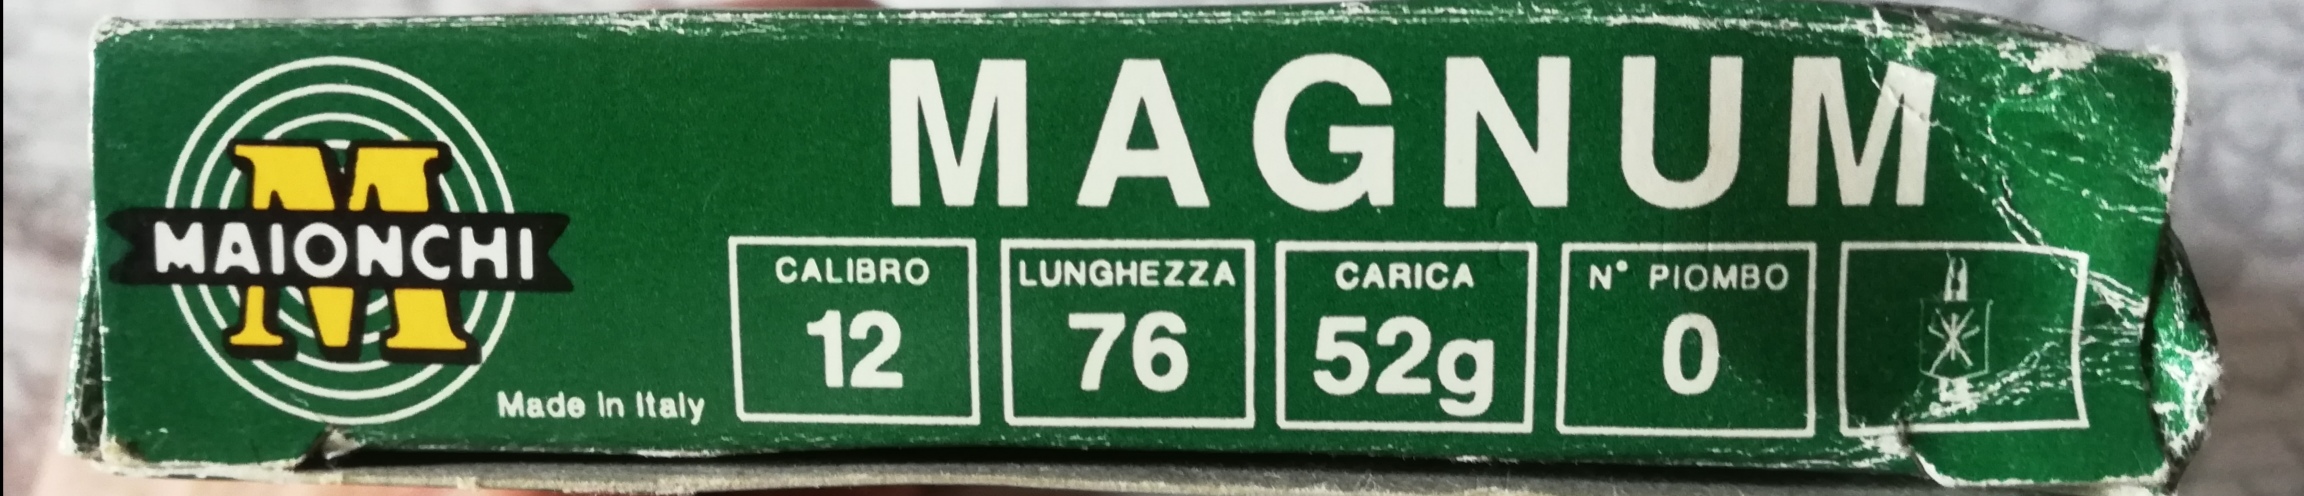 MAGNUM
M
MAIONCHI
Made in Italy
CALIBRO
12
LUNGHEZZA
76
CARICA
52g
N° PIOMBO
0